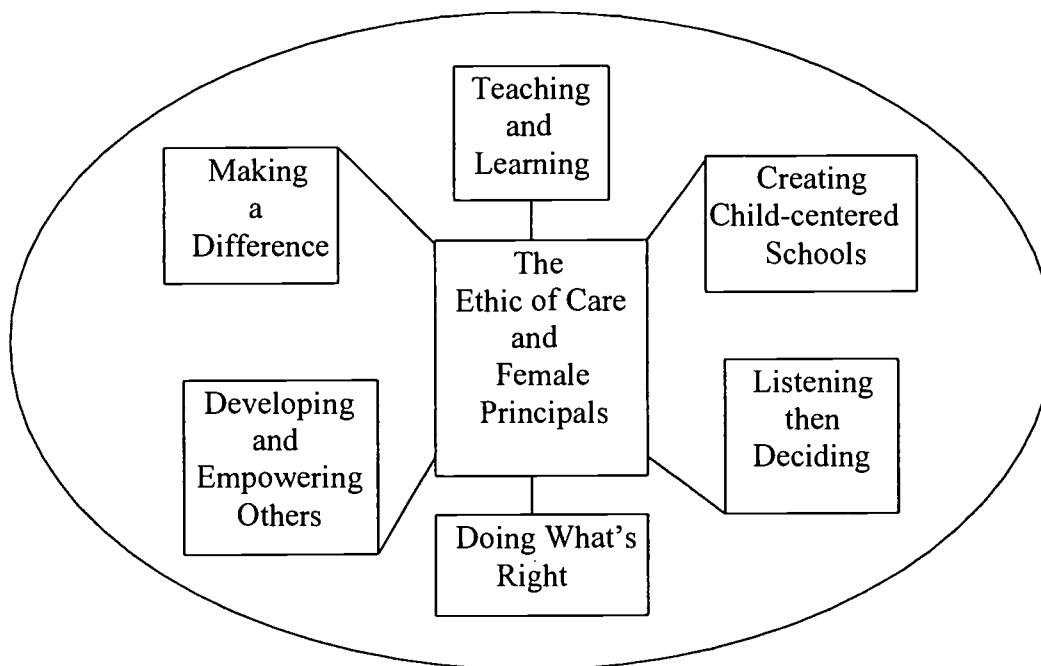 Teaching
and
Learning
Making
a
Difference
Creating
Child-centered
Schools
The
Ethic of Care
and
Female
Principals
Developing
and
Empowering
Others
Listening
then
Deciding
Doing What's
Right